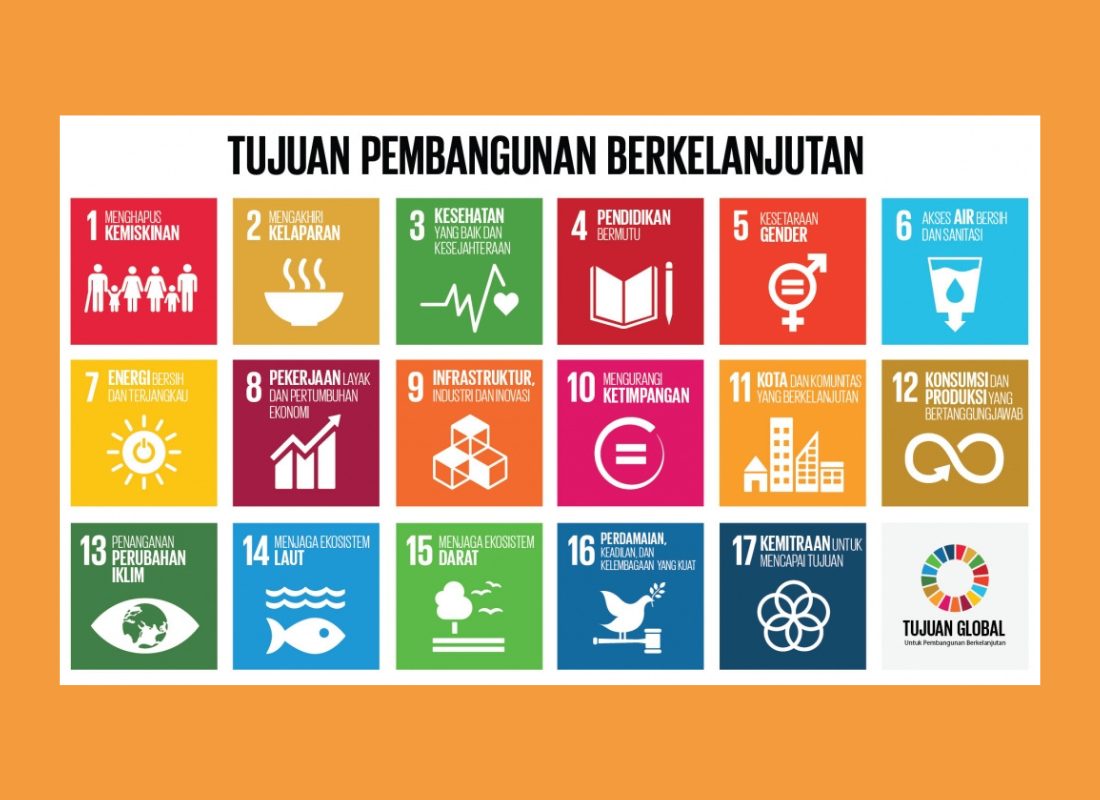 TUJUAN PEMBANGUNAN BERKELANJUTAN
1 MENGHAPUS
KEMISKINAN
2 MENGAKHIRI
KELAPARAN
3 KESEHATAN
YANG BAIK DAN
KESEJAHTERAAN
4 PENDIDIKAN
BERMUTU
5 KESETARAAN
GENDER
6 AKSES AIR BERSIH
DAN SANITASI
7 ENERGI BERSIH
DAN TERJANGKAU
8 PEKERJAAN LAYAK
DAN PERTUMBUHAN
EKONOMI
9 INFRASTRUKTUR,
INDUSTRI DAN INOVASI
10 MENGURANGI
KETIMPANGAN
11 KOTA DAN KOMUNITAS
YANG BERKELANJUTAN
12 KONSUMSI DAN
PRODUKSI YANG
BERTANGGUNGJAWAB
13 PENANGANAN
PERUBAHAN
IKLIM
14 MENJAGA EKOSISTEM
LAUT
15 MENJAGA EKOSISTEM
DARAT
16 PERDAMAIAN,
KEADILAN, DAN
KELEMBAGAAN YANG KUAT
17 KEMITRAAN UNTUK
MENCAPAI TUJUAN
TUJUAN GLOBAL
Untuk Pembangunan Berkelanjutan